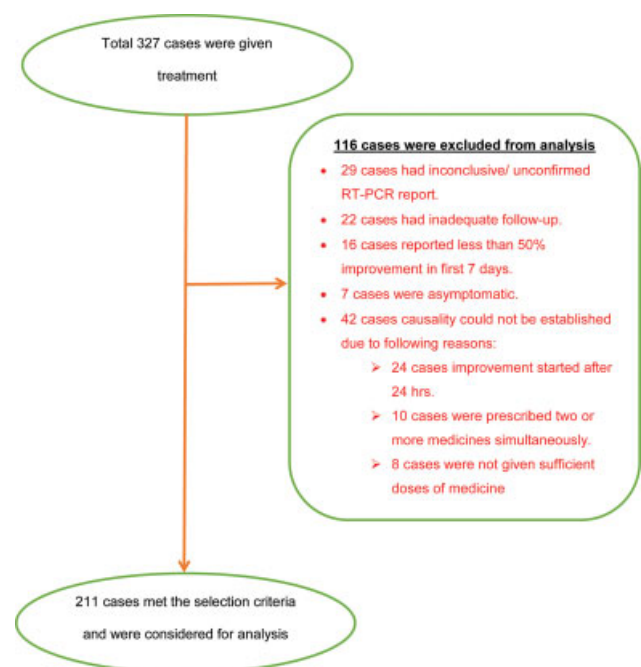 Total 327 cases were given
treatment
116 cases were excluded from analysis
• 29 cases had inconclusive/ unconfirmed
RT-PCR report.
• 22 cases had inadequate follow-up.
• 16 cases reported less than 50%
improvement in first 7 days.
• 7 cases were asymptomatic.
• 42 cases causality could not be established
due to following reasons:
➢ 24 cases improvement started after
24 hrs.
➢ 10 cases were prescribed two or
more medicines simultaneously.
➢ 8 cases were not given sufficient
doses of medicine
211 cases met the selection criteria
and were considered for analysis